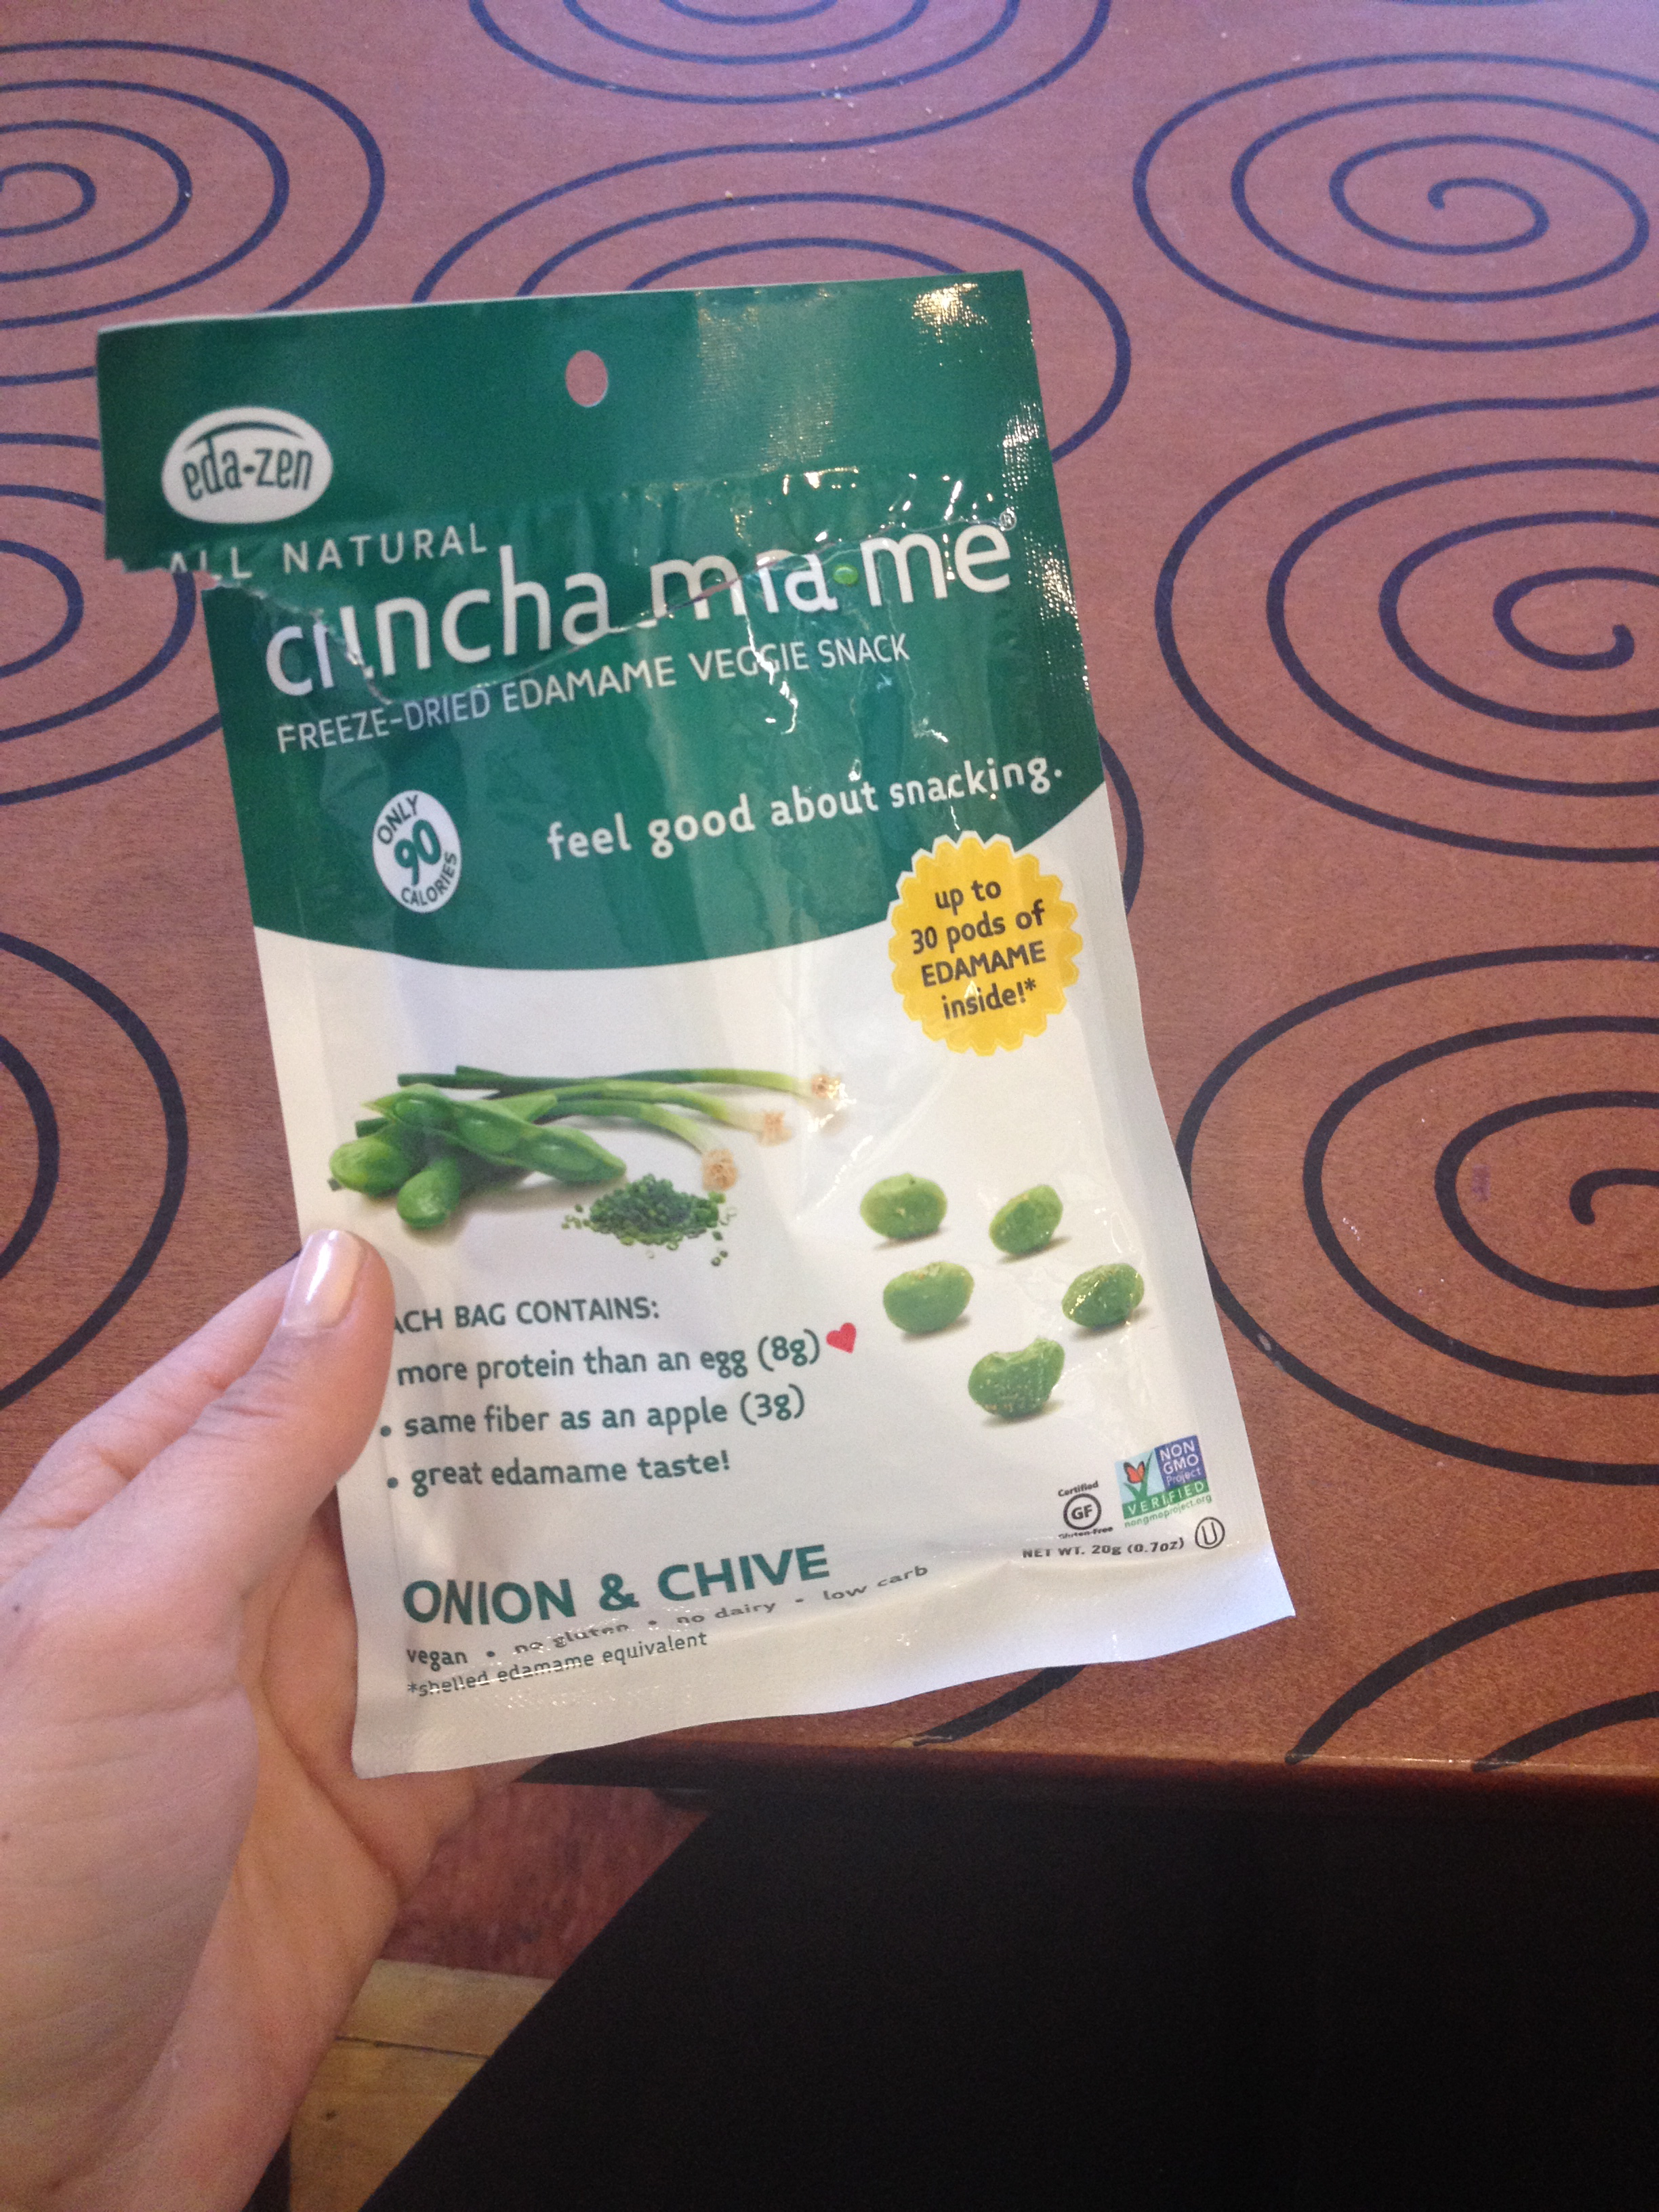 eda-zen
ALL NATURAL
cruncha·ma·me®
FREEZE-DRIED EDAMAME VEGGIE SNACK
ONLY
90
CALORIES
feel good about snacking.
up to
30 pods of
EDAMAME
inside!*
ACH BAG CONTAINS:
more protein than an egg (8g)
• same fiber as an apple (3g)
• great edamame taste!
Certified
GF
Gluten-Free
NON
GMO
Project
VERIFIED
nongmoproject.org
NET WT. 20g (0.7oz) U
ONION & CHIVE
vegan • no gluten • no dairy • low carb
*shelled edamame equivalent